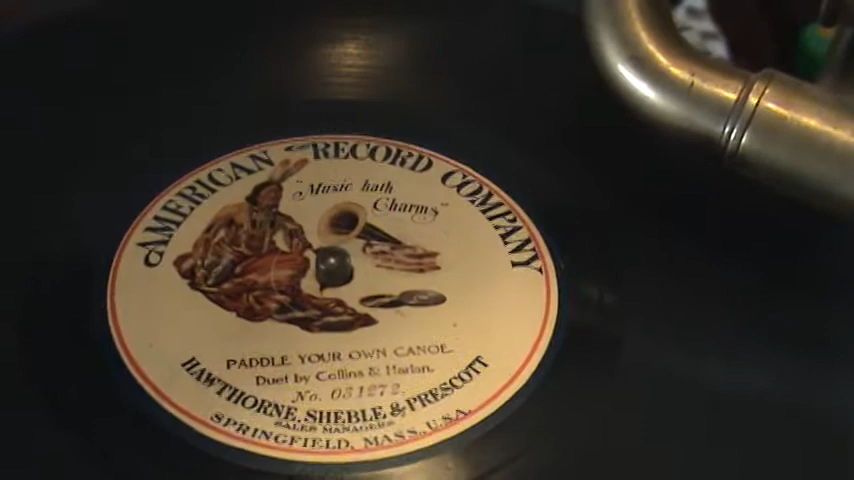 AMERICAN RECORD COMPANY
"Music hath
Charms"
PADDLE YOUR OWN CANOE
Duet by Collins & Harlan.
No. 031272.
HAWTHORNE, SHEBLE & PRESCOTT
SALES MANAGERS
SPRINGFIELD, MASS., U.S.A.